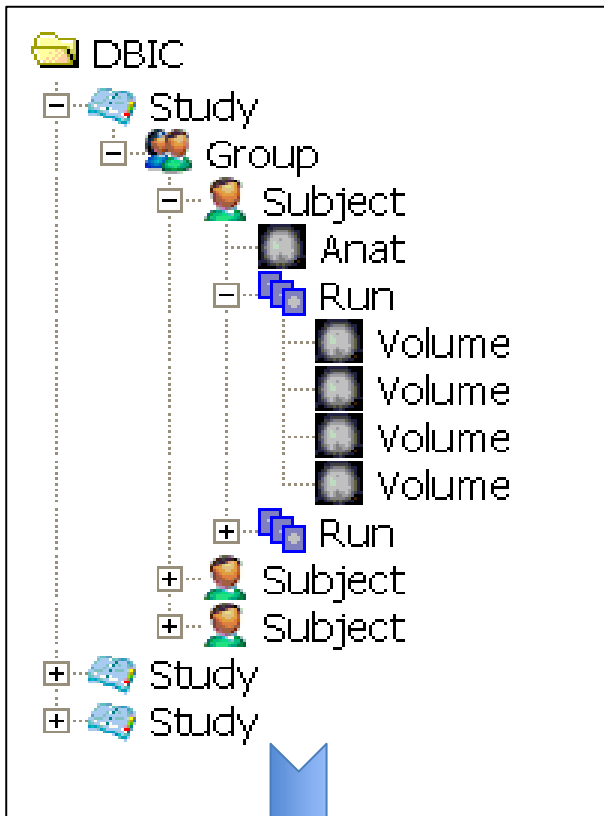 DBIC
Study
Group
Subject
Anat
Run
Volume
Volume
Volume
Volume
Run
Subject
Subject
Study
Study